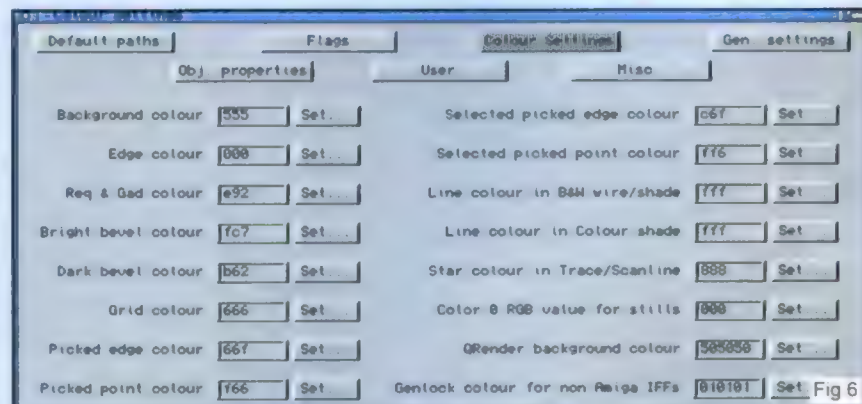 Colour Settings
Default paths Flags Colour Settings Gen settings
Obj properties User Misc
Background colour 555 Set... Selected picked edge colour c6f Set
Edge colour 000 Set... Selected picked point colour ff6 Set
Req & Gad colour e92 Set... Line colour in B&W wire/shade fff Set
Bright bevel colour fc7 Set... Line colour in Colour shade fff Set
Dark bevel colour b62 Set... Star colour in Trace/Scanline 888 Set...
Grid colour 666 Set... Color 0 RGB value for stills 000 Set...
Picked edge colour 66f Set... QRender background colour 505050 Set...
Picked point colour f66 Set Genlock colour for non Amiga IFFs 010101 Set
Fig 6